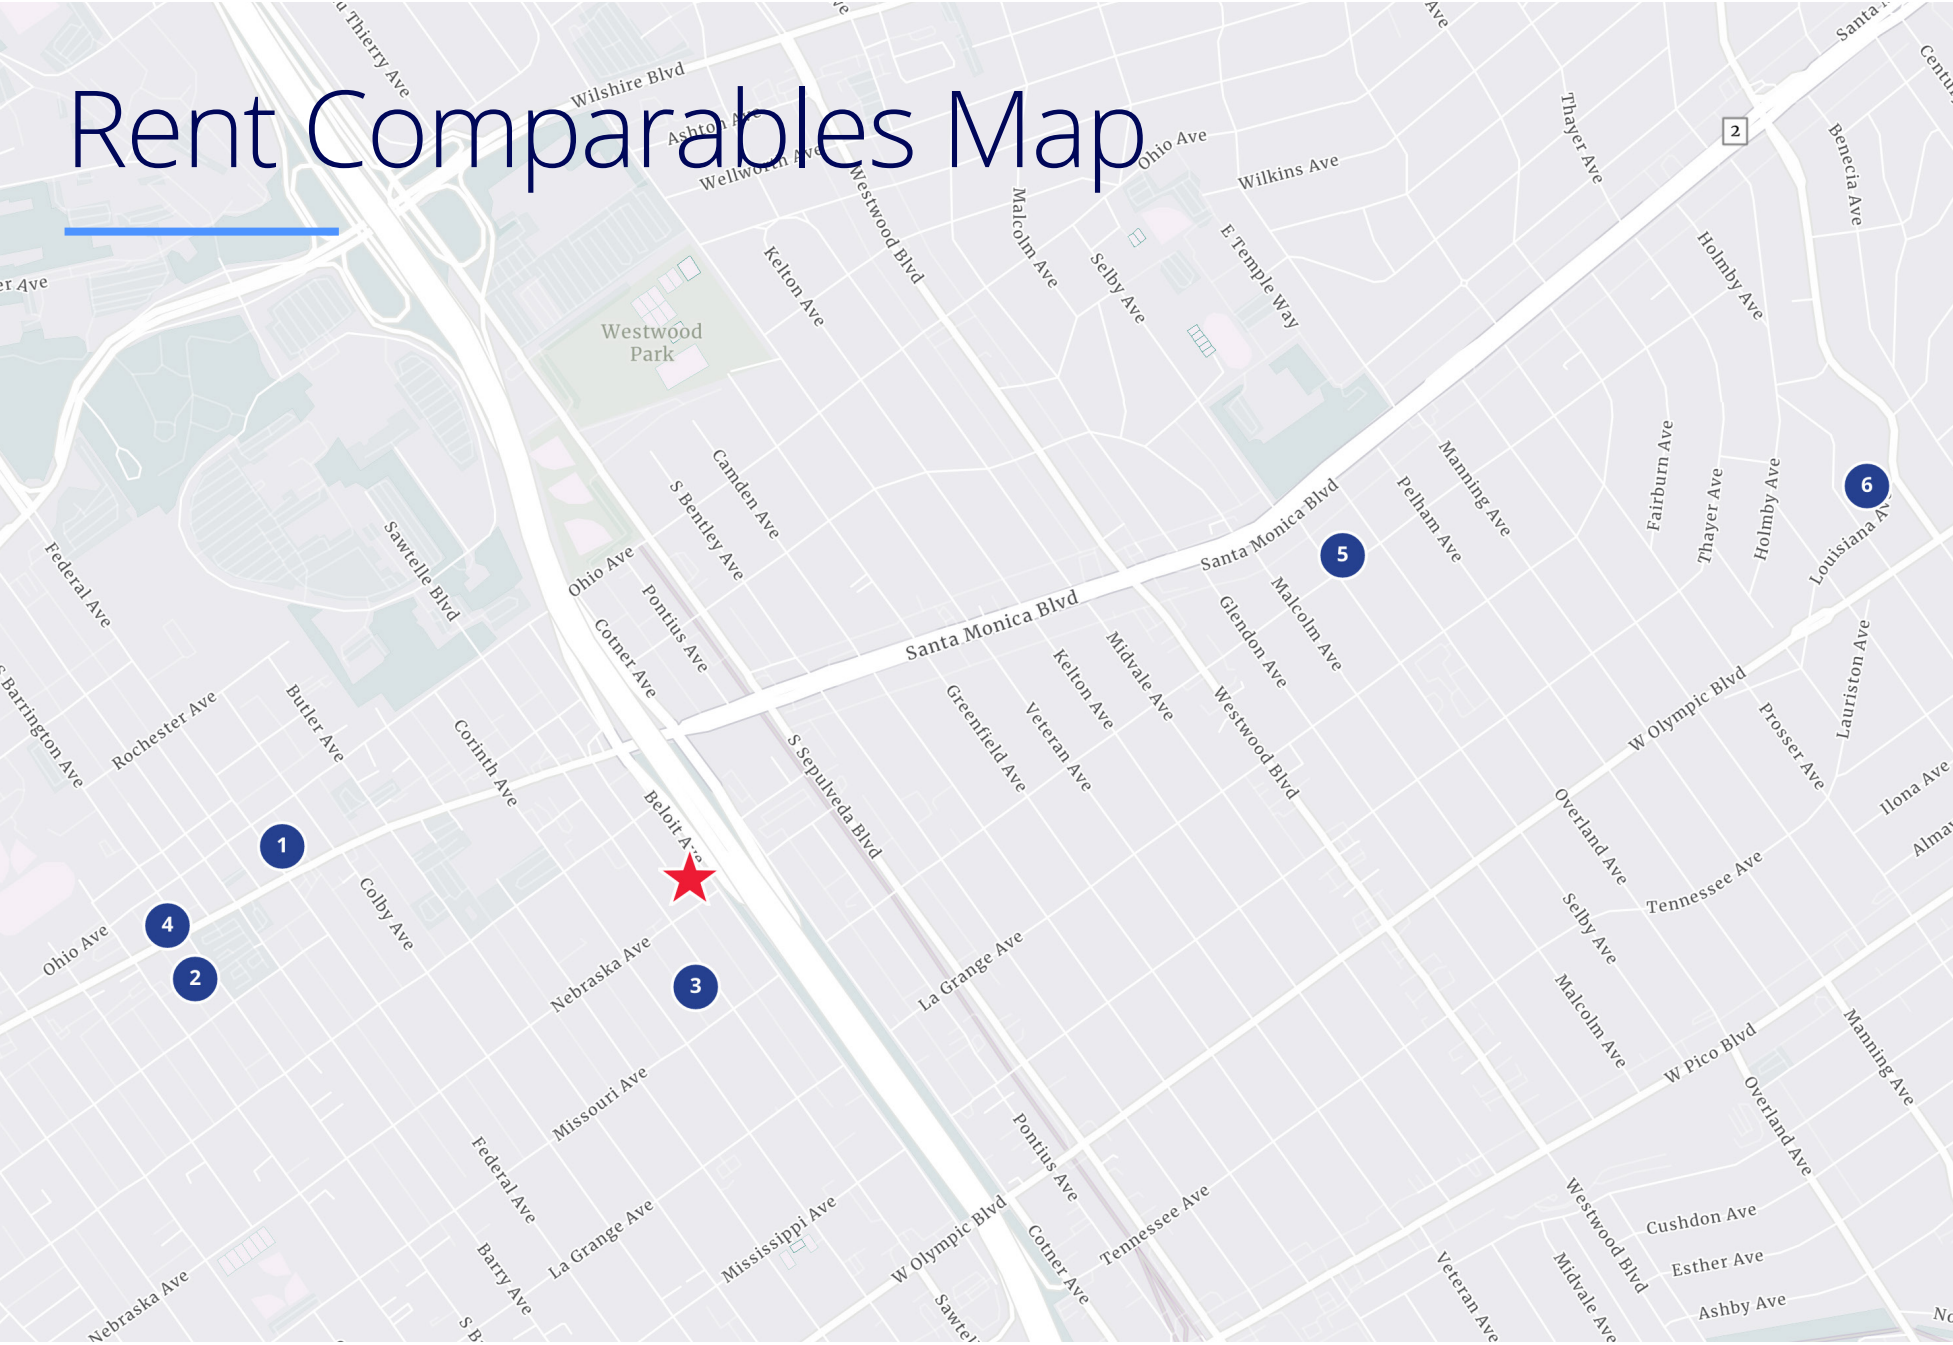 Thierry Ave
Ave
Santa
Wilshire Blvd
Rent Comparables Map
Ashton Ave
Wellworth Ave
Ohio Ave
Wilkins Ave
Thayer Ave
2
Benecia Ave
Westwood Blvd
Malcolm Ave
Selby Ave
E Temple Way
Holmby Ave
Kelton Ave
Ave
Westwood
Park
Camden Ave
S Bentley Ave
Manning Ave
Pelham Ave
Fairburn Ave
Thayer Ave
Holmby Ave
6
Louisiana Ave
Santa Monica Blvd
5
Sawtelle Blvd
Federal Ave
Ohio Ave
Pontius Ave
Cotner Ave
Santa Monica Blvd
Malcolm Ave
Glendon Ave
Midvale Ave
Kelton Ave
Veteran Ave
Greenfield Ave
Westwood Blvd
W Olympic Blvd
Lauriston Ave
Prosser Ave
Ilona Ave
S Barrington Ave
Rochester Ave
Butler Ave
Corinth Ave
S Sepulveda Blvd
Beloit Ave
Overland Ave
Tennessee Ave
1
Colby Ave
4
Ohio Ave
2
Nebraska Ave
3
La Grange Ave
Selby Ave
Malcolm Ave
W Pico Blvd
Manning Ave
Overland Ave
Missouri Ave
Federal Ave
Pontius Ave
La Grange Ave
Mississippi Ave
W Olympic Blvd
Tennessee Ave
Cotner Ave
Westwood Blvd
Cushdon Ave
Esther Ave
Ashby Ave
Barry Ave
Nebraska Ave
Veteran Ave
Midvale Ave